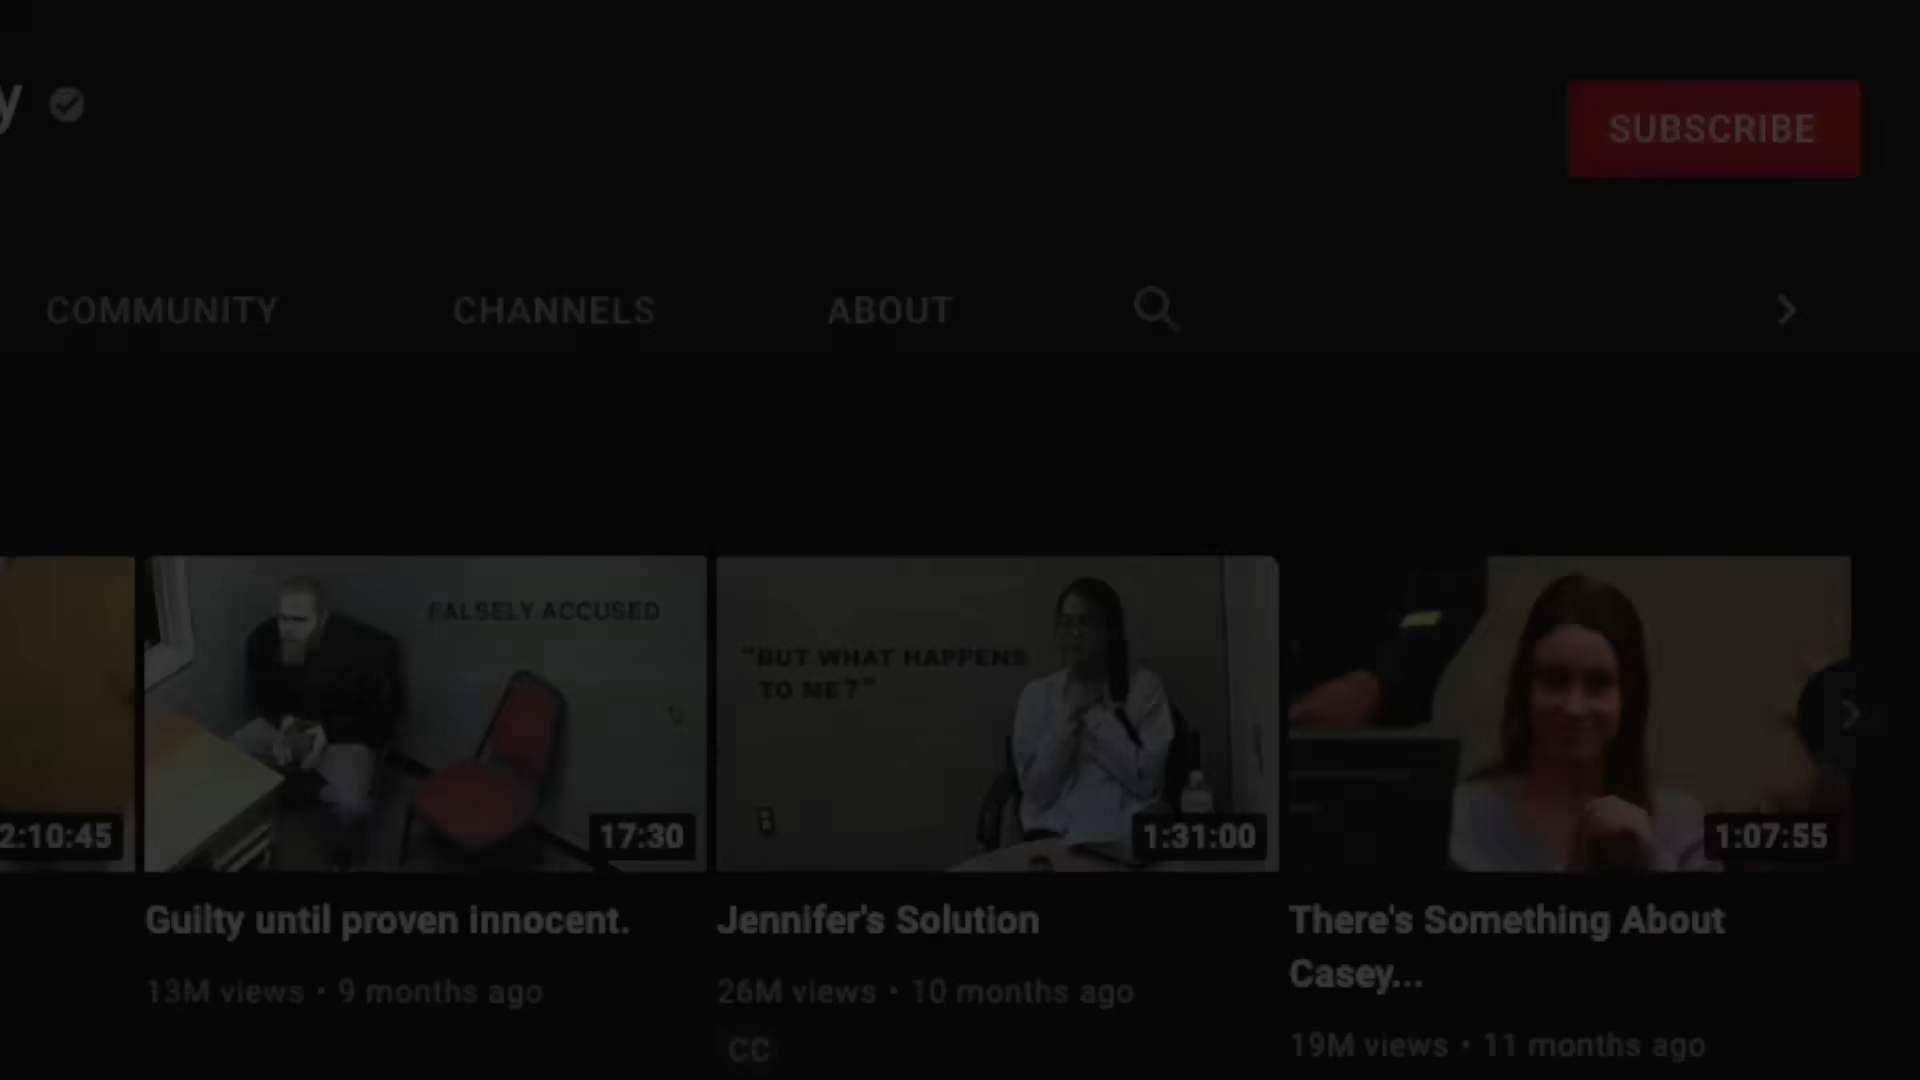 y
SUBSCRIBE
COMMUNITY
CHANNELS
ABOUT
FALSELY ACCUSED
"BUT WHAT HAPPENS
TO ME?"
2:10:45
17:30
1:31:00
1:07:55
Guilty until proven innocent.
13M views • 9 months ago
Jennifer's Solution
26M views • 10 months ago
CC
There's Something About
Casey...
19M views • 11 months ago